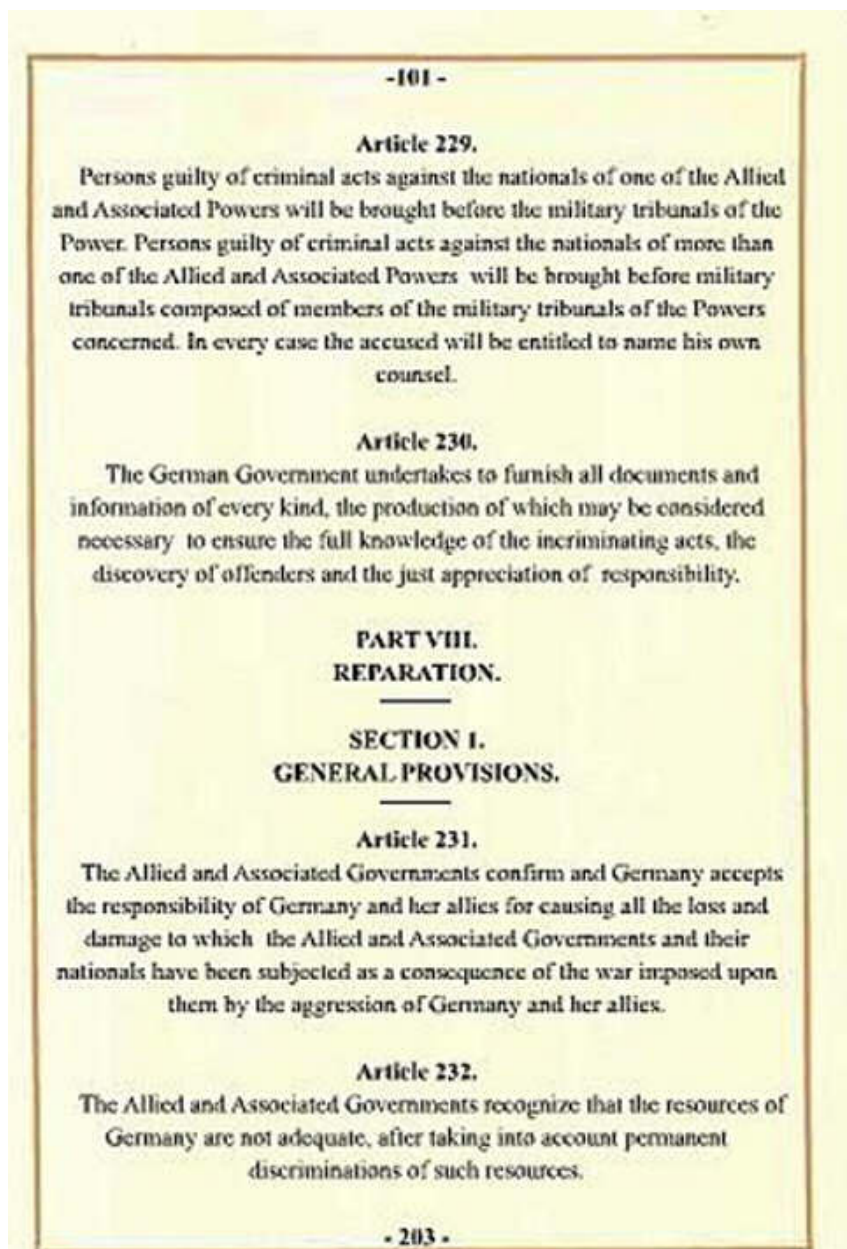 -101 -
Article 229.
Persons guilty of criminal acts against the nationals of one of the Allied
and Associated Powers will be brought before the military tribunals of the
Power. Persons guilty of criminal acts against the nationals of more than
one of the Allied and Associated Powers will be brought before military
tribunals composed of members of the military tribunals of the Powers
concerned. In every case the accused will be entitled to name his own
counsel.
Article 230.
The German Government undertakes to furnish all documents and
information of every kind, the production of which may be considered
necessary to ensure the full knowledge of the incriminating acts, the
discovery of offenders and the just appreciation of responsibility.
PART VIII.
REPARATION.
SECTION 1.
GENERAL PROVISIONS.
Article 231.
The Allied and Associated Governments confirm and Germany accepts
the responsibility of Germany and her allies for causing all the loss and
damage to which the Allied and Associated Governments and their
nationals have been subjected as a consequence of the war imposed upon
them by the aggression of Germany and her allies.
Article 232.
The Allied and Associated Governments recognize that the resources of
Germany are not adequate, after taking into account permanent
discriminations of such resources.
- 203 -